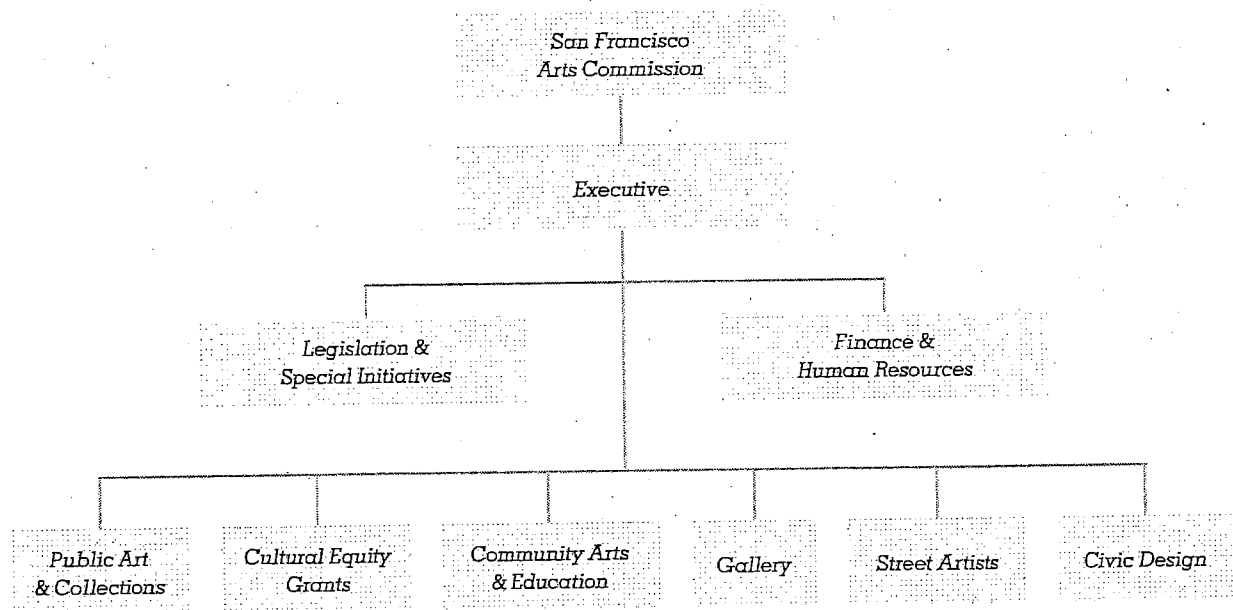 San Francisco
Arts Commission
Executive
Legislation &
Special Initiatives
Finance &
Human Resources
Public Art
& Collections
Cultural Equity
Grants
Community Arts
& Education
Gallery
Street Artists
Civic Design